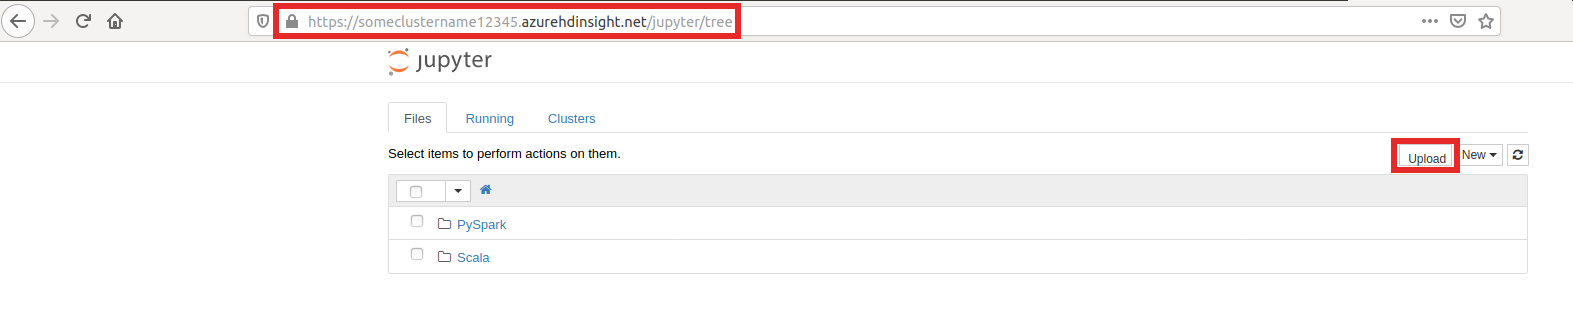 https://someclustername12345.azurehdinsight.net/jupyter/tree
jupyter
Files Running Clusters
Select items to perform actions on them.
Upload New
PySpark
Scala